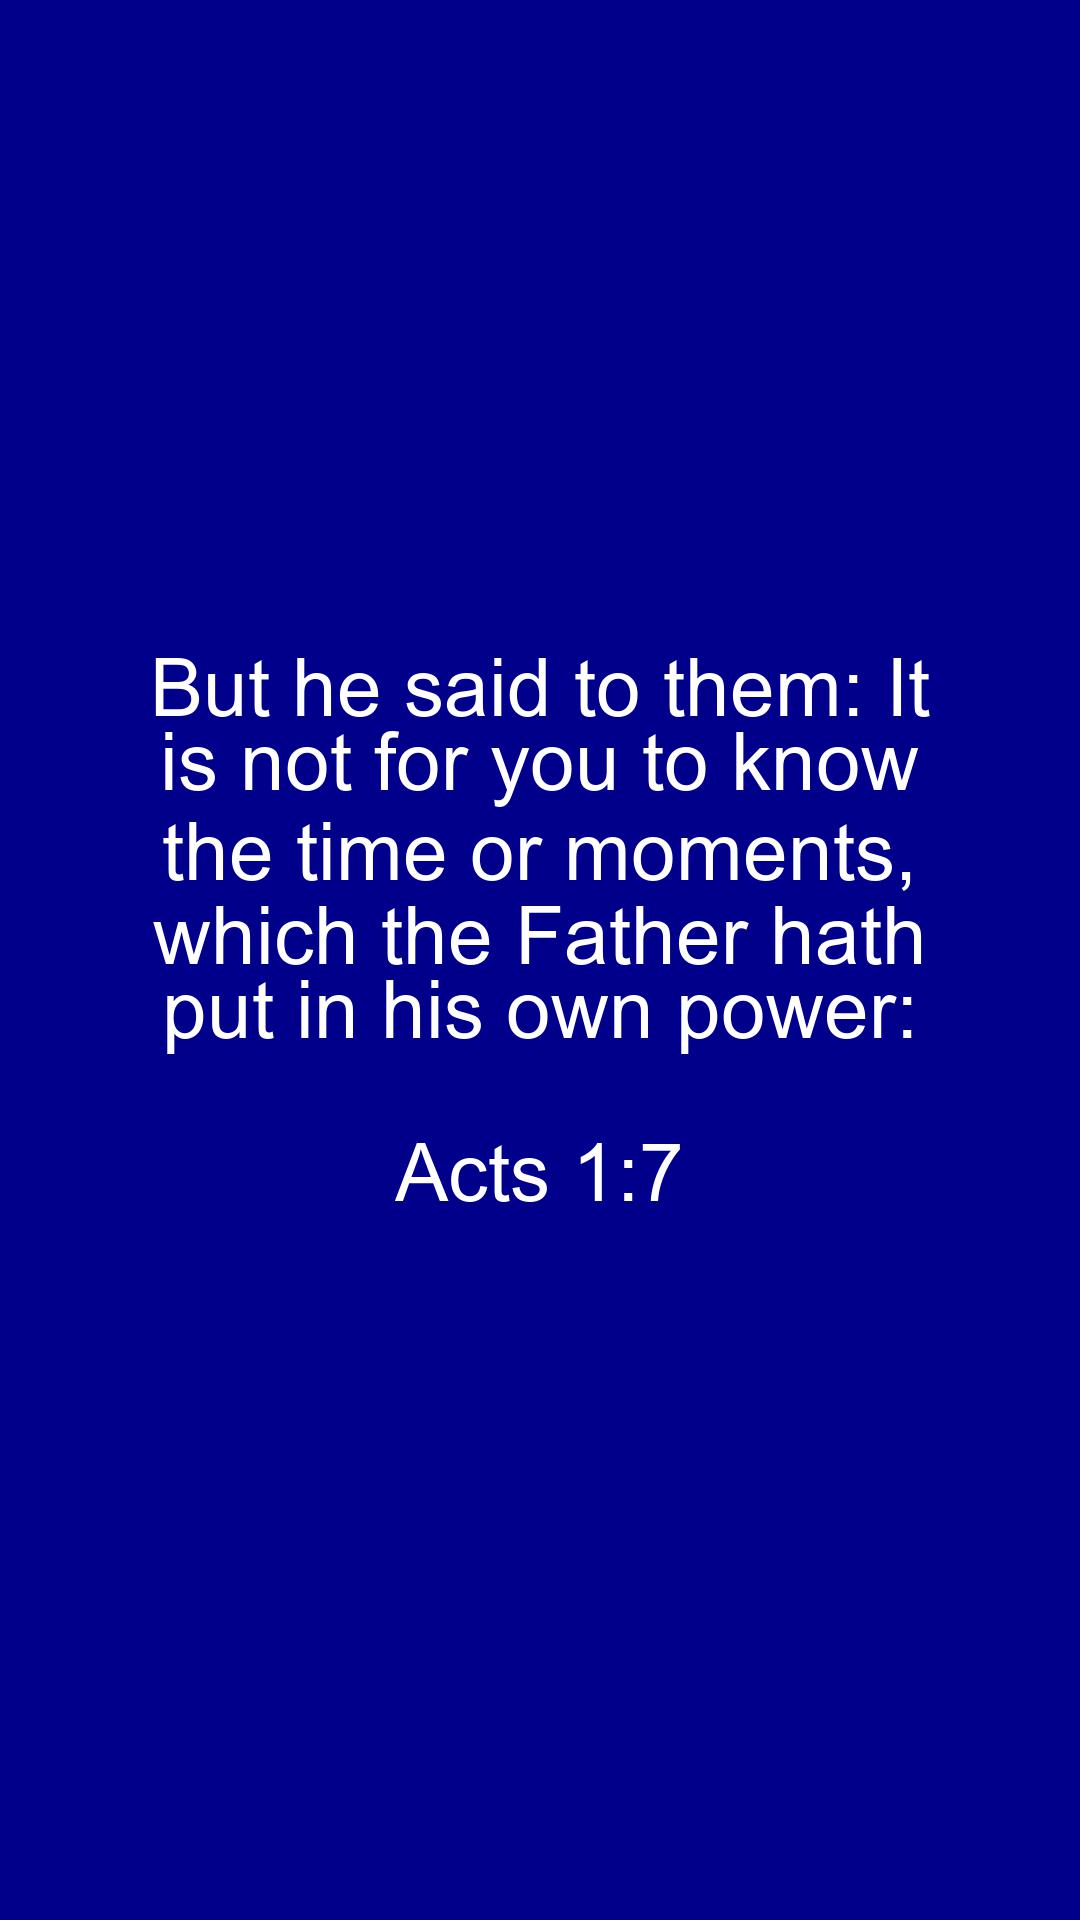 But he said to them: It
is not for you to know
the time or moments,
which the Father hath
put in his own power:
Acts 1:7